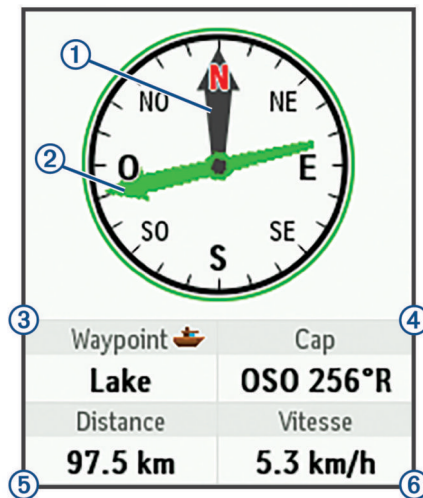 ①
N
NO NE
②
O E
SO SE
S
③ ④
Waypoint Cap
Lake OSO 256°R
Distance Vitesse
97.5 km 5.3 km/h
⑤ ⑥